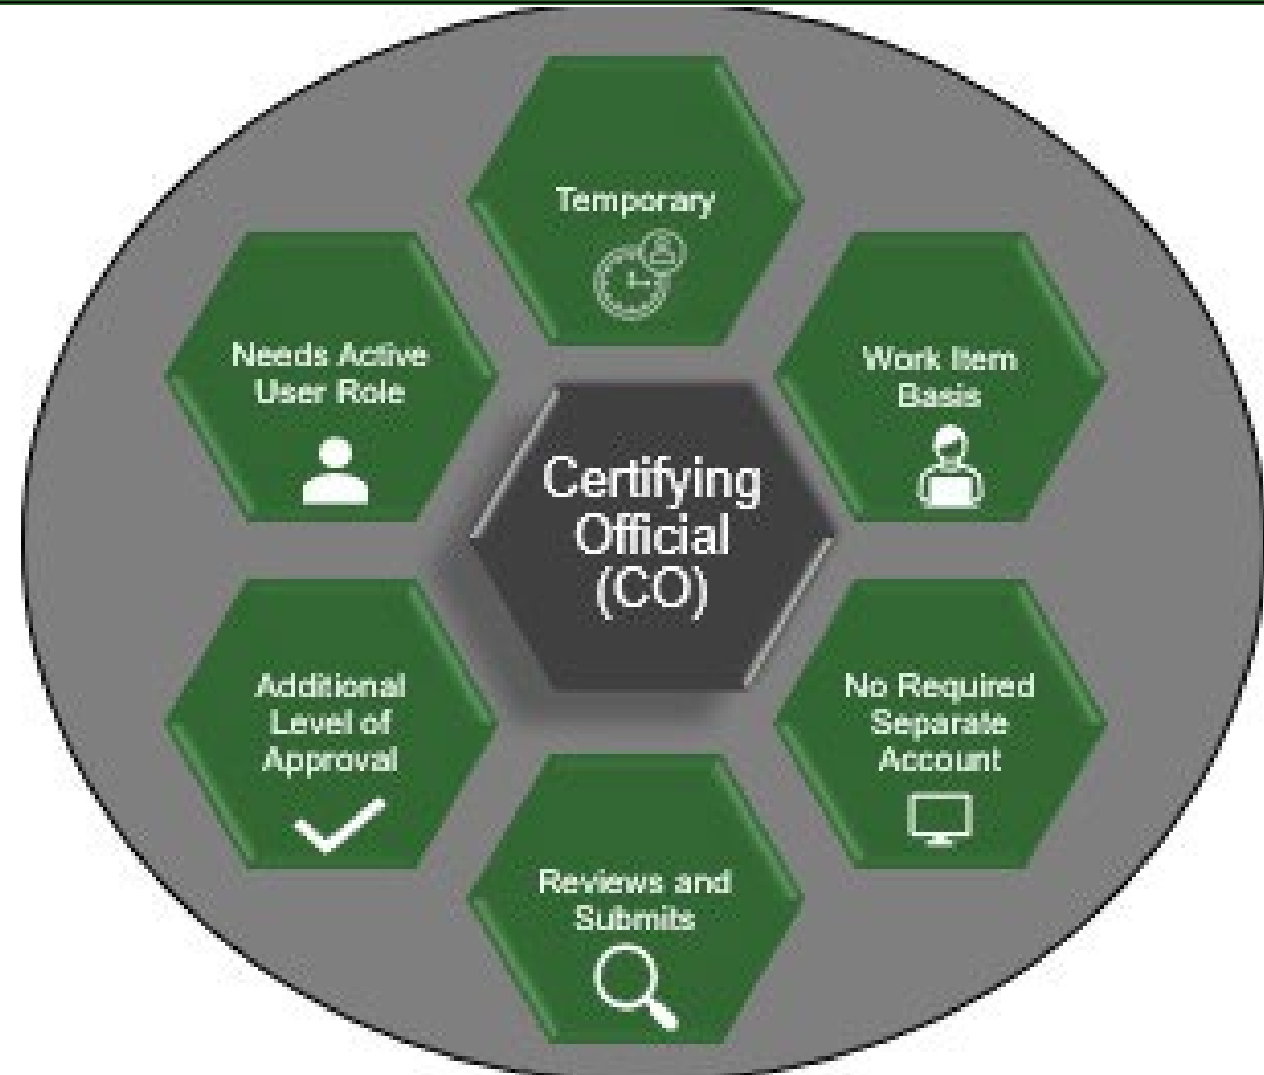 Temporary
Needs Active
User Role
Work Item
Basis
Certifying
Official
(CO)
Additional
Level of
Approval
No Required
Separate
Account
Reviews and
Submits